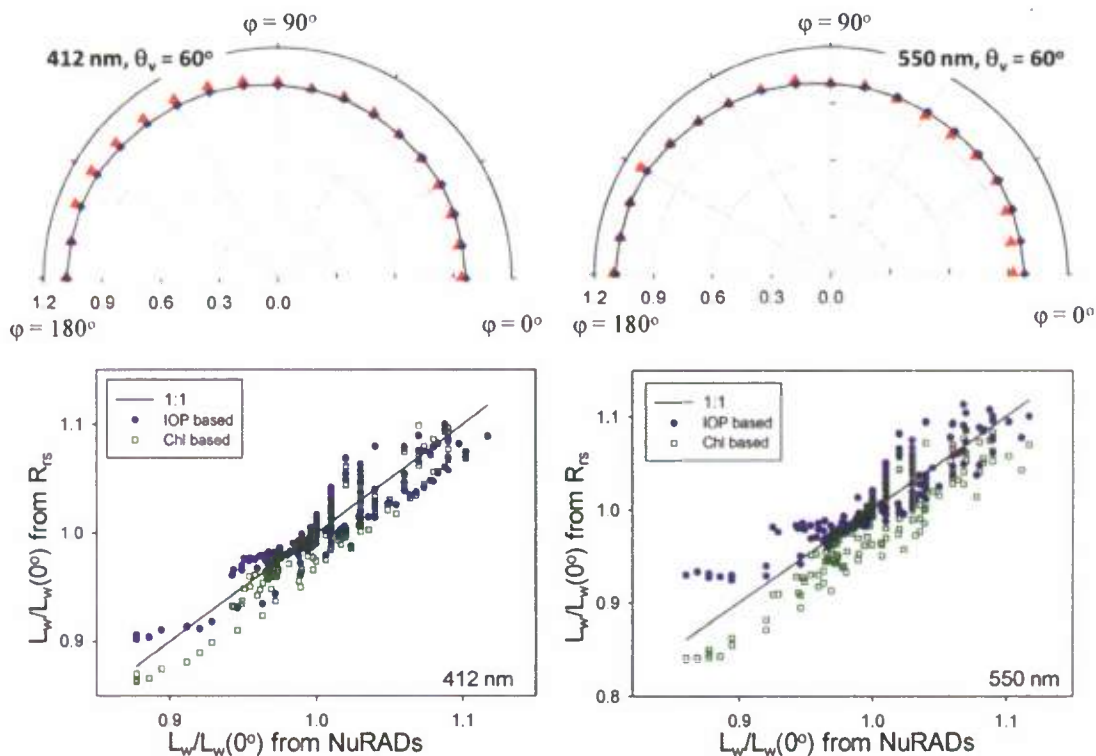 φ = 90°
412 nm, θv = 60°
1.2 0.9 0.6 0.3 0.0
φ = 180°
φ = 0°
φ = 90°
550 nm, θv = 60°
1.2 0.9 0.6 0.3 0.0
φ = 180°
φ = 0°
1:1
IOP based
Chl based
Lw/Lw(0°) from Rrs
1.1
1.0
0.9
412 nm
0.9 1.0 1.1
Lw/Lw(0°) from NuRADs
1:1
IOP based
Chl based
Lw/Lw(0°) from Rrs
1.1
1.0
0.9
0.8
550 nm
0.9 1.0 1.1
Lw/Lw(0°) from NuRADs